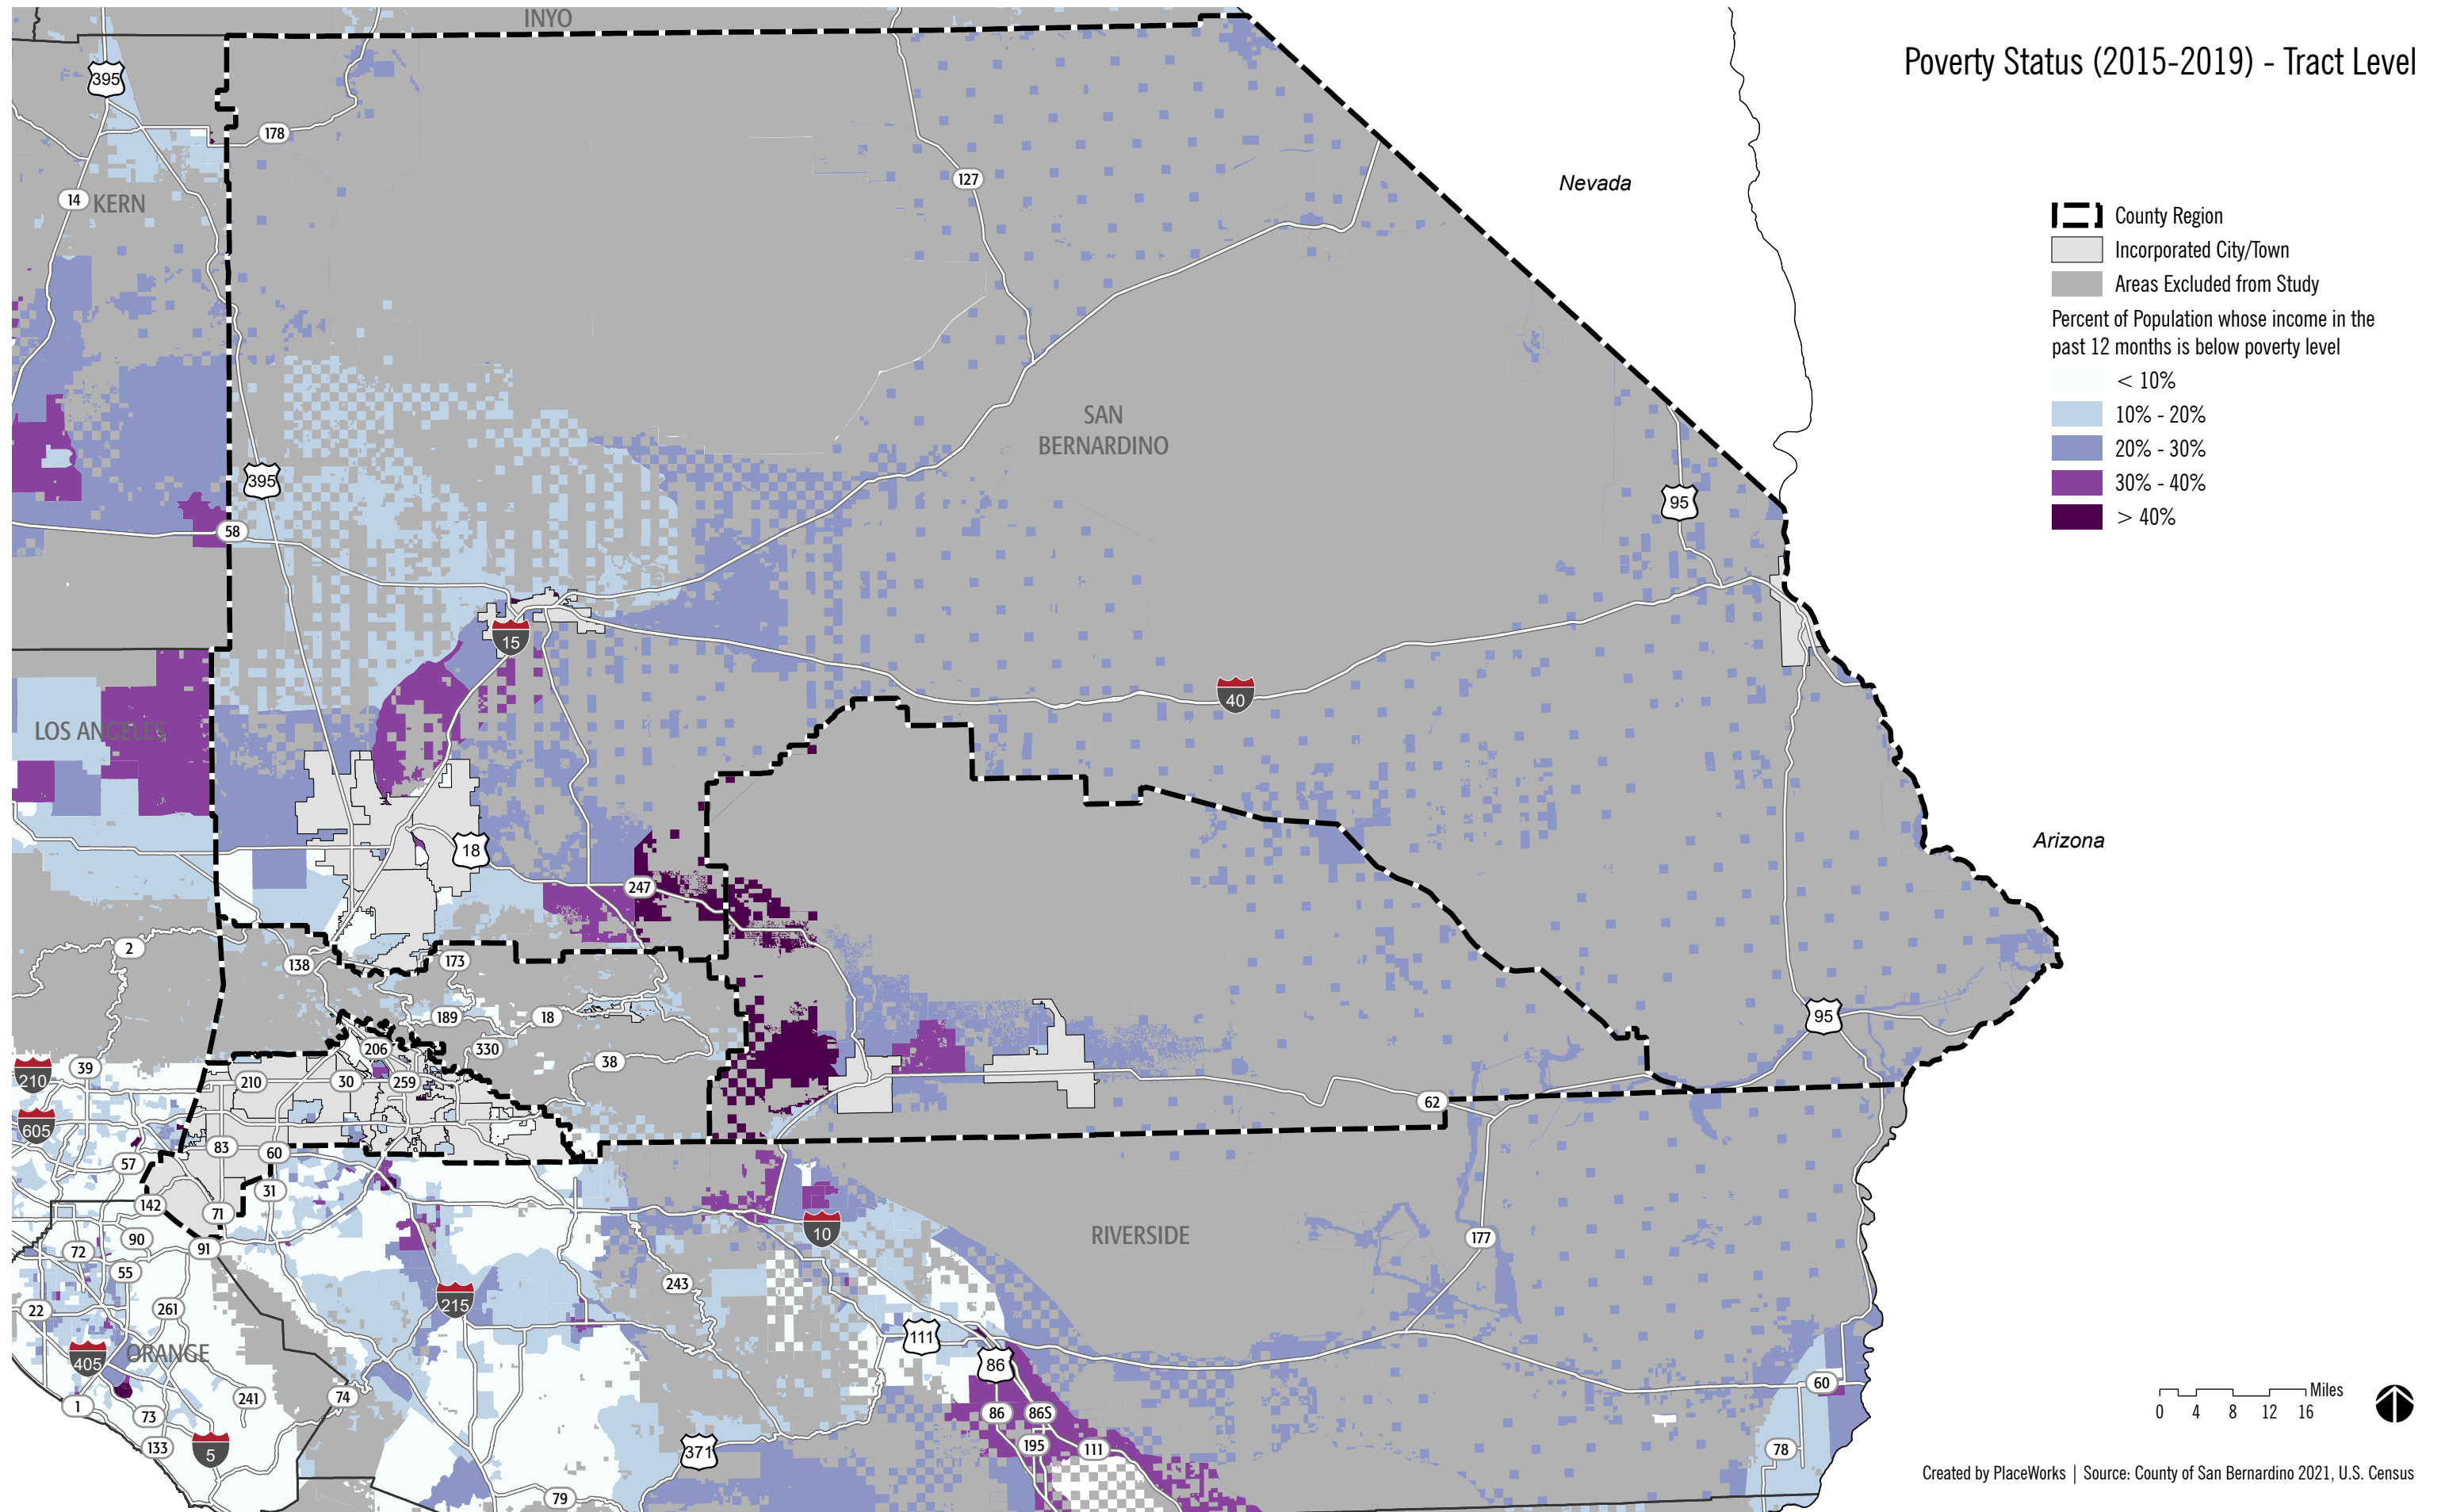 Poverty Status (2015-2019) - Tract Level
County Region
Incorporated City/Town
Areas Excluded from Study
Percent of Population whose income in the
past 12 months is below poverty level
< 10%
10% - 20%
20% - 30%
30% - 40%
> 40%
INYO
395
178
14
KERN
127
Nevada
SAN
BERNARDINO
395
95
58
15
40
LOS ANGELES
18
Arizona
247
2
138
173
189
18
95
206
330
38
210
39
210
30
259
62
605
83
60
57
31
142
71
10
RIVERSIDE
177
90
91
72
55
243
215
22
261
111
ORANGE
405
86
60
74
241
1
73
86
86S
133
5
371
195
111
78
79
Miles
0 4 8 12 16
Created by PlaceWorks | Source: County of San Bernardino 2021, U.S. Census